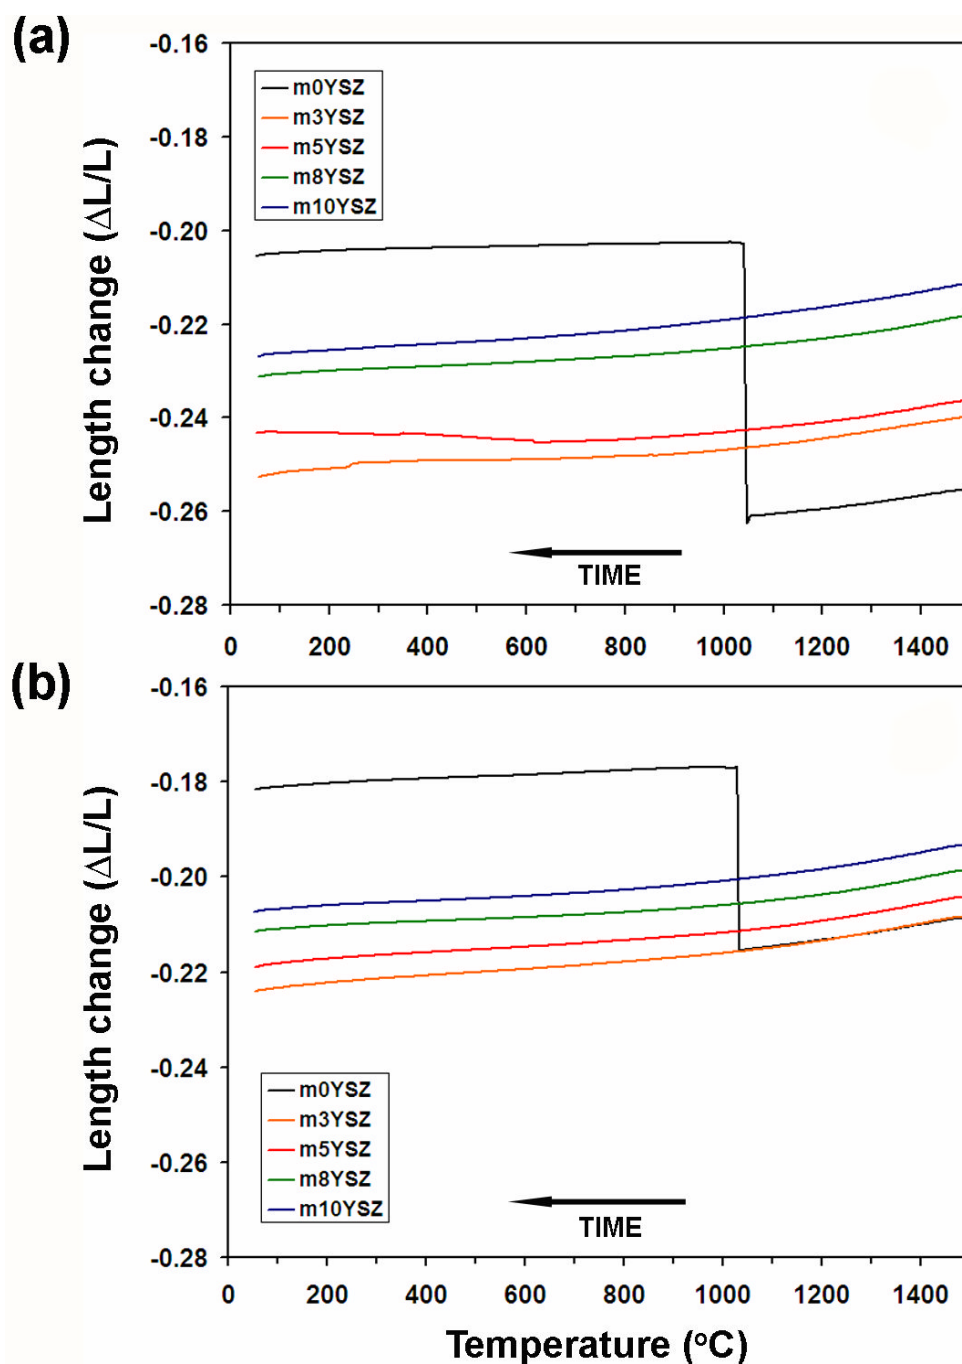 (a)
-0.16
-0.18
-0.20
-0.22
-0.24
-0.26
-0.28
Length change (ΔL/L)
m0YSZ
m3YSZ
m5YSZ
m8YSZ
m10YSZ
TIME
0 200 400 600 800 1000 1200 1400
(b)
-0.16
-0.18
-0.20
-0.22
-0.24
-0.26
-0.28
Length change (ΔL/L)
m0YSZ
m3YSZ
m5YSZ
m8YSZ
m10YSZ
TIME
0 200 400 600 800 1000 1200 1400
Temperature (°C)